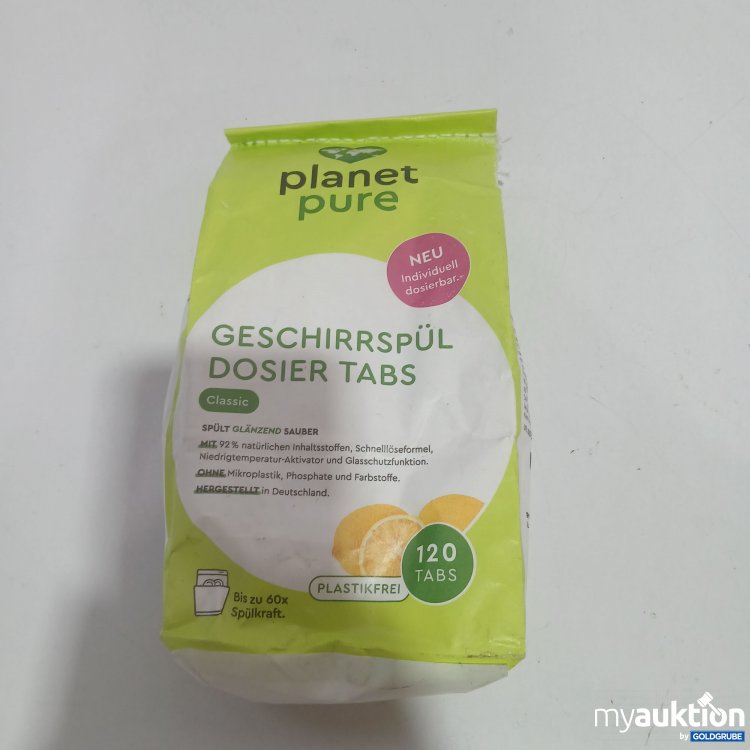 planet
pure
NEU
Individuell
dosierbar.
GESCHIRRSPÜL
DOSIER TABS
Classic
SPÜLT GLÄNZEND SAUBER
MIT 92% natürlichen Inhaltsstoffen, Schnelllöseformel,
Niedrigtemperatur-Aktivator und Glasschutzfunktion.
OHNE Mikroplastik, Phosphate und Farbstoffe.
HERGESTELLT in Deutschland.
120
TABS
PLASTIKFREI
Bis zu 60x
Spülkraft.
myauktion
by GOLDGRUBE